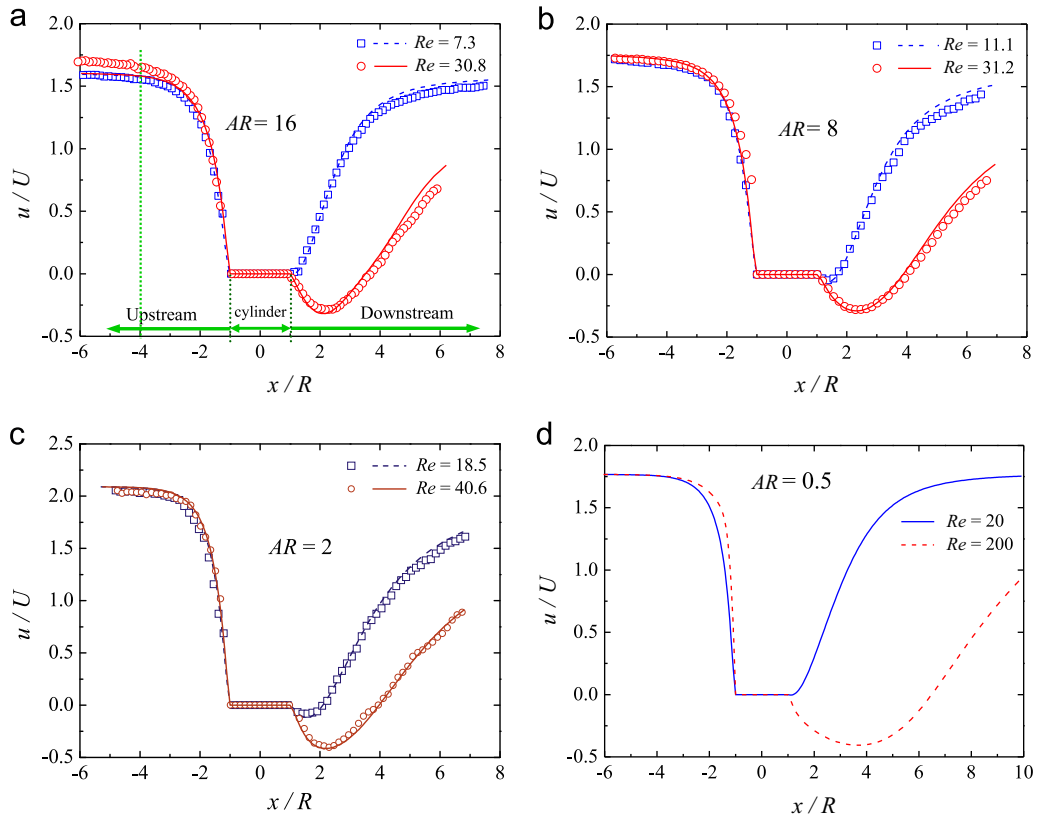 a
2.0
1.5
1.0
0.5
0.0
-0.5
u / U
Re = 7.3
Re = 30.8
AR = 16
Upstream
cylinder
Downstream
-6 -4 -2 0 2 4 6 8
x / R
b
2.0
1.5
1.0
0.5
0.0
-0.5
u / U
Re = 11.1
Re = 31.2
AR = 8
-6 -4 -2 0 2 4 6 8
x / R
c
2.5
2.0
1.5
1.0
0.5
0.0
-0.5
u / U
Re = 18.5
Re = 40.6
AR = 2
-6 -4 -2 0 2 4 6 8
x / R
d
2.0
1.5
1.0
0.5
0.0
-0.5
u / U
AR = 0.5
Re = 20
Re = 200
-6 -4 -2 0 2 4 6 8 10
x / R